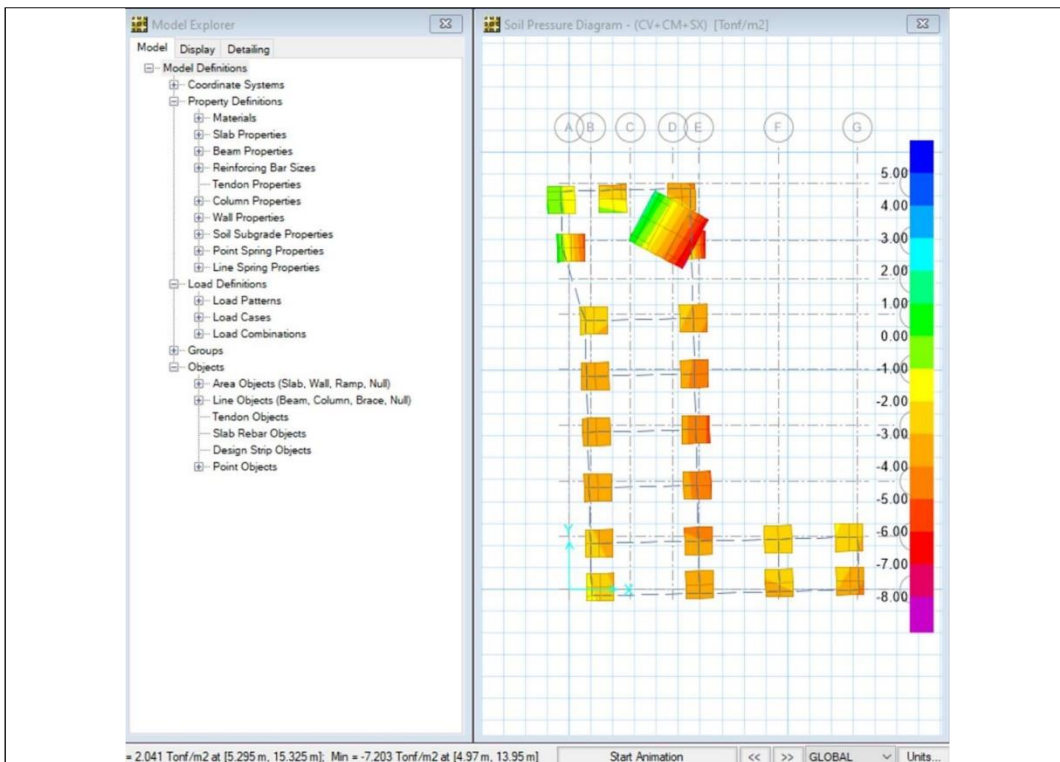 Model Explorer
Model Display Detailing
Model Definitions
Coordinate Systems
Property Definitions
Materials
Slab Properties
Beam Properties
Reinforcing Bar Sizes
Tendon Properties
Column Properties
Wall Properties
Soil Subgrade Properties
Point Spring Properties
Line Spring Properties
Load Definitions
Load Patterns
Load Cases
Load Combinations
Groups
Objects
Area Objects (Slab, Wall, Ramp, Null)
Line Objects (Beam, Column, Brace, Null)
Tendon Objects
Slab Rebar Objects
Design Strip Objects
Point Objects
Soil Pressure Diagram - (CV+CM+SX) [Tonf/m2]
A B C D E F G
5.00
4.00
3.00
2.00
1.00
0.00
-1.00
-2.00
-3.00
-4.00
-5.00
-6.00
-7.00
-8.00
Y
X
= 2.041 Tonf/m2 at [5.295 m, 15.325 m]; Min = -7.203 Tonf/m2 at [4.97 m, 13.95 m] Start Animation << >> GLOBAL Units...